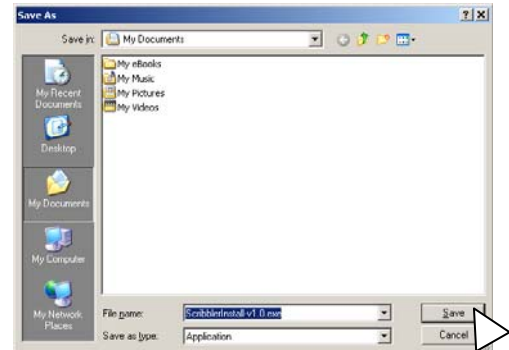 Save As
Save in: My Documents
My eBooks
My Music
My Pictures
My Videos
My Recent
Documents
Desktop
My Documents
My Computer
My Network
Places
File name: ScribblerInstall-v1.0.exe
Save
Save as type: Application
Cancel